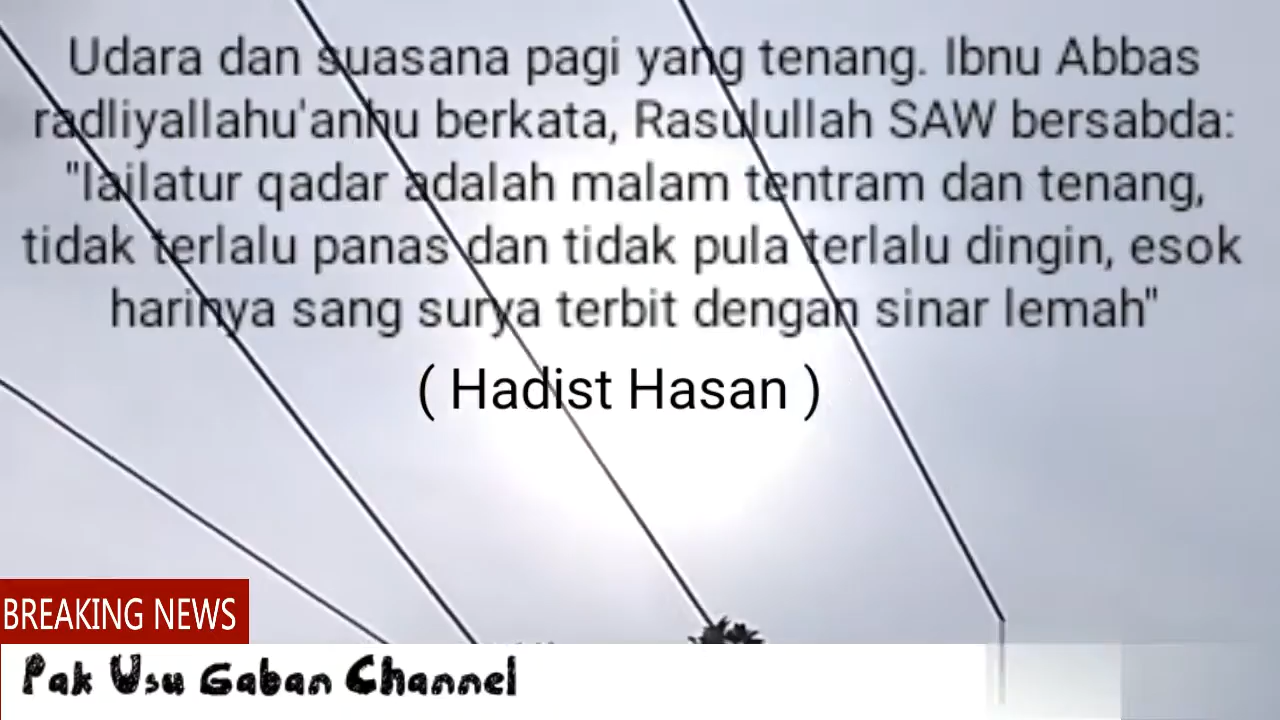 Udara dan suasana pagi yang tenang. Ibnu Abbas
radliyallahu'anhu berkata, Rasulullah SAW bersabda:
"lailatur qadar adalah malam tentram dan tenang,
tidak terlalu panas dan tidak pula terlalu dingin, esok
harinya sang surya terbit dengan sinar lemah"
( Hadist Hasan )
BREAKING NEWS
Pak Usu Gaban Channel